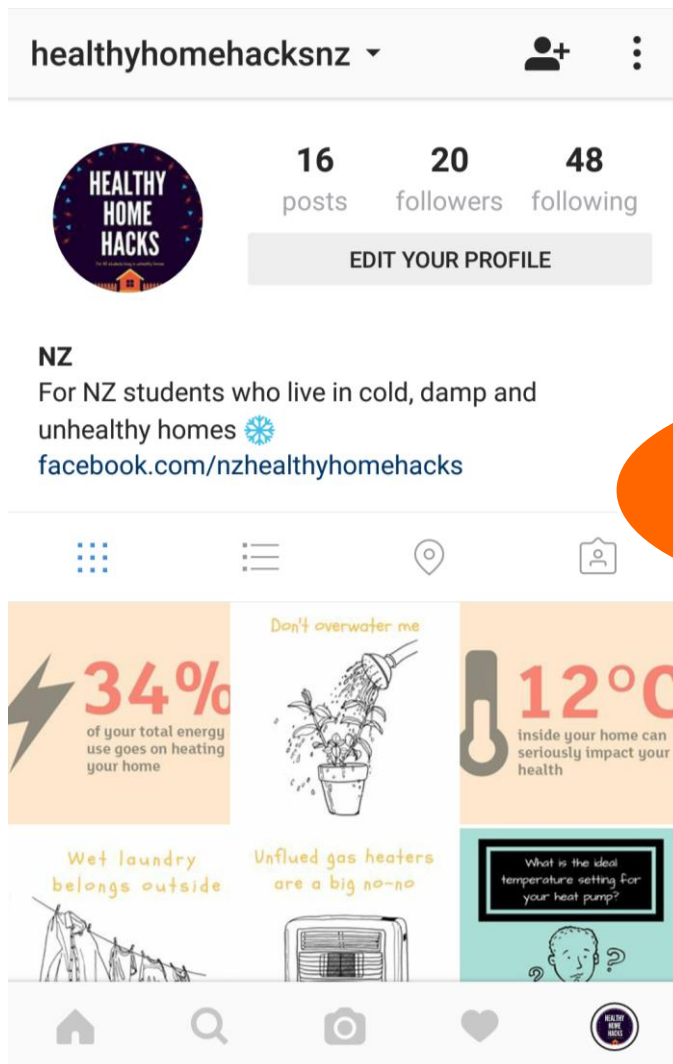 healthyhomehacksnz
HEALTHY
HOME
HACKS
16
posts
20
followers
48
following
EDIT YOUR PROFILE
NZ
For NZ students who live in cold, damp and
unhealthy homes
facebook.com/nzhealthyhomehacks
34%
of your total energy
use goes on heating
your home
Don't overwater me
12°C
inside your home can
seriously impact your
health
Wet laundry
belongs outside
Unflued gas heaters
are a big no-no
What is the ideal
temperature setting for
your heat pump?
HEALTHY
HOME
HACKS